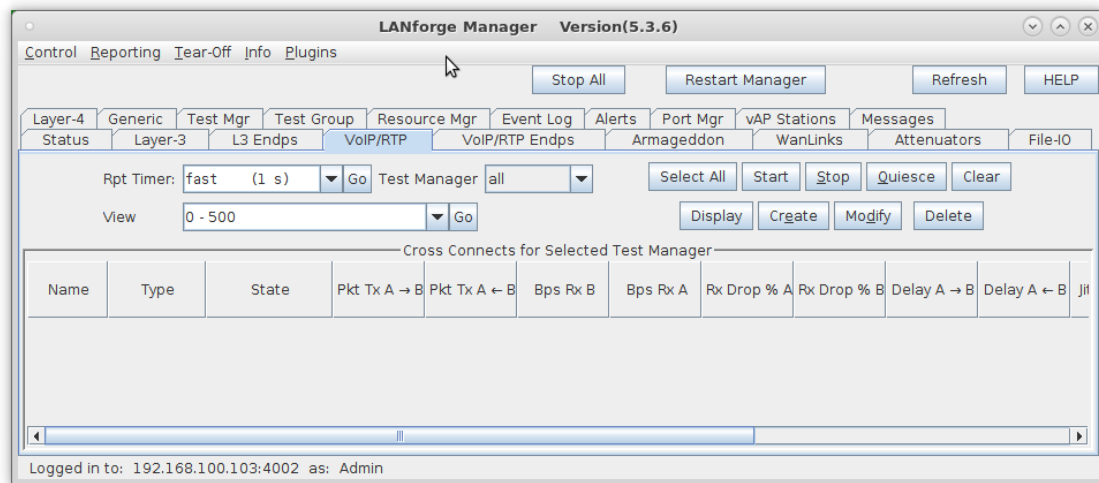 LANforge Manager Version(5.3.6)
Control Reporting Tear-Off Info Plugins
Stop All Restart Manager Refresh HELP
Layer-4 Generic Test Mgr Test Group Resource Mgr Event Log Alerts Port Mgr vAP Stations Messages
Status Layer-3 L3 Endps VoIP/RTP VoIP/RTP Endps Armageddon WanLinks Attenuators File-IO
Rpt Timer: fast (1 s) Go Test Manager all Select All Start Stop Quiesce Clear
View 0 - 500 Go Display Create Modify Delete
Cross Connects for Selected Test Manager
Name Type State Pkt Tx A → B Pkt Tx A ← B Bps Rx B Bps Rx A Rx Drop % A Rx Drop % B Delay A → B Delay A ← B
Logged in to: 192.168.100.103:4002 as: Admin